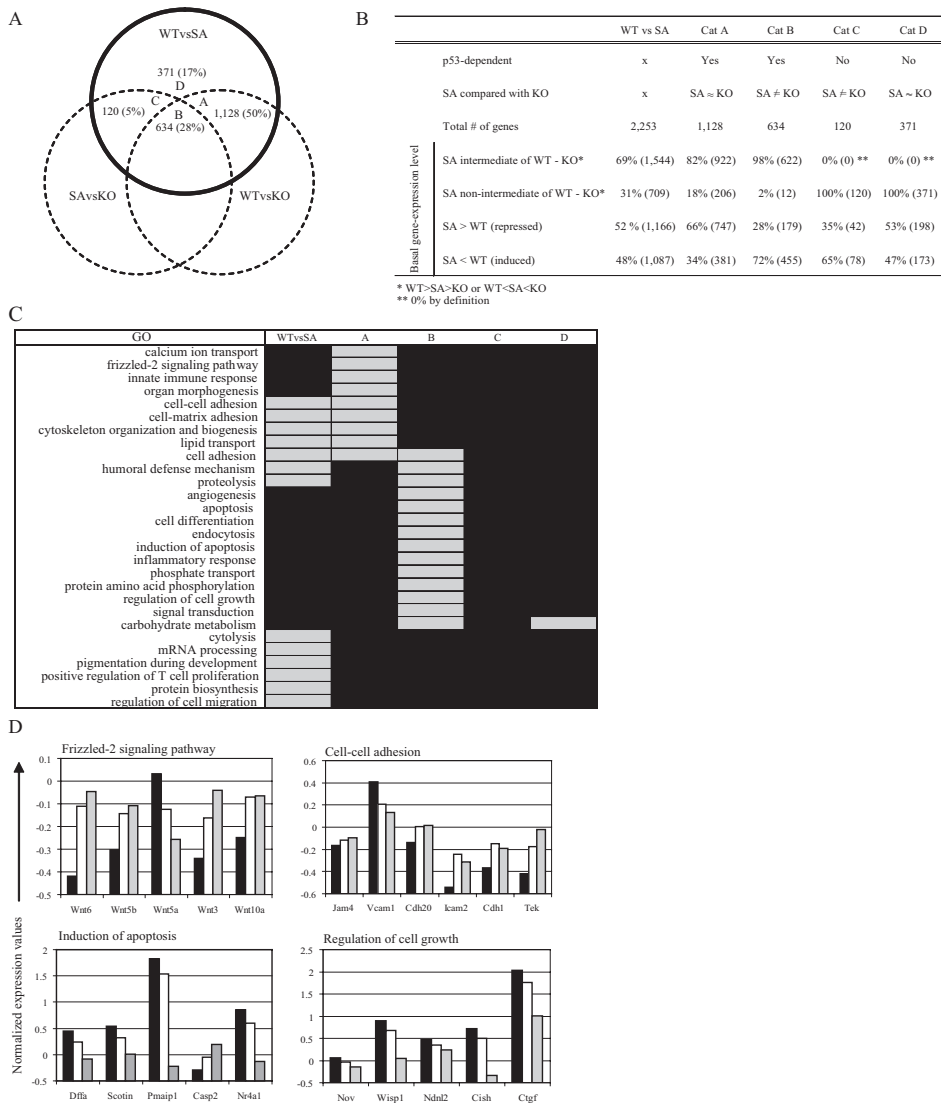 A
WTvsSA
371 (17%)
D
C
A
120 (5%)
1,128 (50%)
B
634 (28%)
SAvsKO
WTvsKO
B
WT vs SA Cat A Cat B Cat C Cat D
p53-dependent x Yes Yes No No
SA compared with KO x SA ≈ KO SA ≠ KO SA ≠ KO SA ~ KO
Total # of genes 2,253 1,128 634 120 371
Basal gene-expression level
SA intermediate of WT - KO* 69% (1,544) 82% (922) 98% (622) 0% (0) ** 0% (0) **
SA non-intermediate of WT - KO* 31% (709) 18% (206) 2% (12) 100% (120) 100% (371)
SA > WT (repressed) 52 % (1,166) 66% (747) 28% (179) 35% (42) 53% (198)
SA < WT (induced) 48% (1,087) 34% (381) 72% (455) 65% (78) 47% (173)
* WT>SA>KO or WT<SA<KO
** 0% by definition
C
GO WTvsSA A B C D
calcium ion transport
frizzled-2 signaling pathway
innate immune response
organ morphogenesis
cell-cell adhesion
cell-matrix adhesion
cytoskeleton organization and biogenesis
lipid transport
cell adhesion
humoral defense mechanism
proteolysis
angiogenesis
apoptosis
cell differentiation
endocytosis
induction of apoptosis
inflammatory response
phosphate transport
protein amino acid phosphorylation
regulation of cell growth
signal transduction
carbohydrate metabolism
cytolysis
mRNA processing
pigmentation during development
positive regulation of T cell proliferation
protein biosynthesis
regulation of cell migration
D
Normalized expression values
Frizzled-2 signaling pathway
0.1
0
-0.1
-0.2
-0.3
-0.4
-0.5
Wnt6 Wnt5b Wnt5a Wnt3 Wnt10a
Cell-cell adhesion
0.6
0.4
0.2
0
-0.2
-0.4
-0.6
Jam4 Vcam1 Cdh20 Icam2 Cdh1 Tek
Induction of apoptosis
2
1.5
1
0.5
0
-0.5
Dffa Scotin Pmaip1 Casp2 Nr4a1
Regulation of cell growth
2.5
2
1.5
1
0.5
0
-0.5
Nov Wisp1 Ndnl2 Cish Ctgf